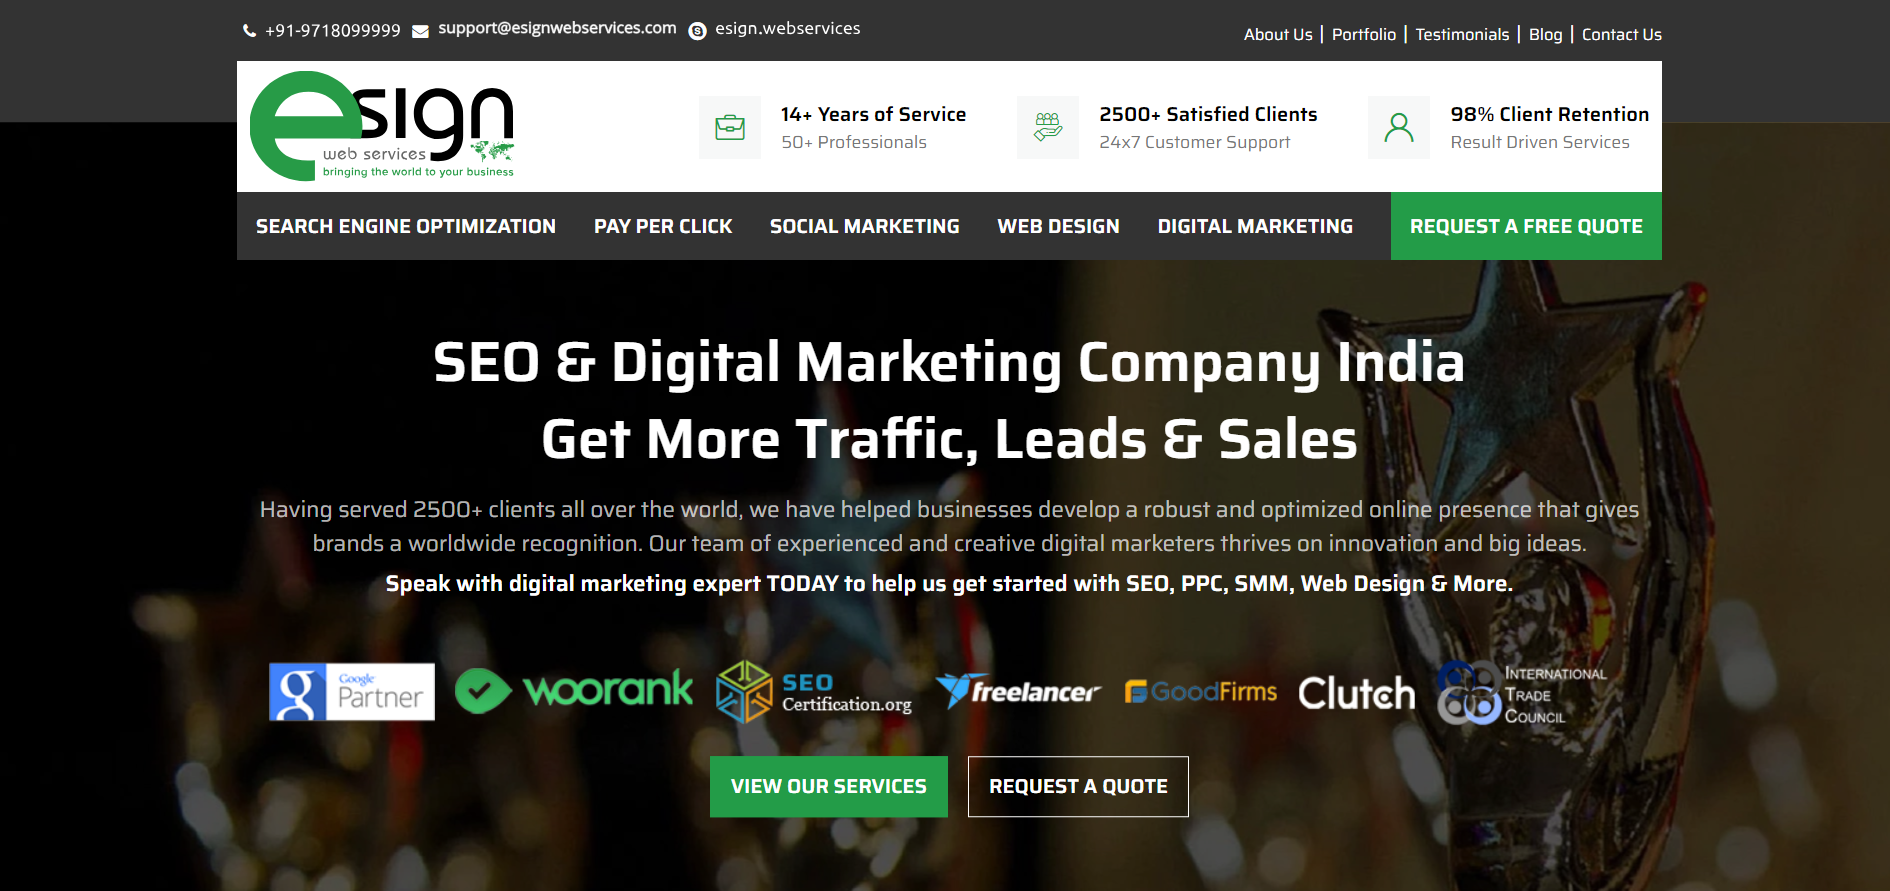 +91-9718099999 support@esignwebservices.com esign.webservices
About Us | Portfolio | Testimonials | Blog | Contact Us
esign
web services
bringing the world to your business
14+ Years of Service
50+ Professionals
2500+ Satisfied Clients
24x7 Customer Support
98% Client Retention
Result Driven Services
SEARCH ENGINE OPTIMIZATION PAY PER CLICK SOCIAL MARKETING WEB DESIGN DIGITAL MARKETING REQUEST A FREE QUOTE
SEO & Digital Marketing Company India
Get More Traffic, Leads & Sales
Having served 2500+ clients all over the world, we have helped businesses develop a robust and optimized online presence that gives
brands a worldwide recognition. Our team of experienced and creative digital marketers thrives on innovation and big ideas.
Speak with digital marketing expert TODAY to help us get started with SEO, PPC, SMM, Web Design & More.
g Google
Partner
woorank
SEO
Certification.org
freelancer
GoodFirms
Clutch
INTERNATIONAL
TRADE
COUNCIL
VIEW OUR SERVICES REQUEST A QUOTE